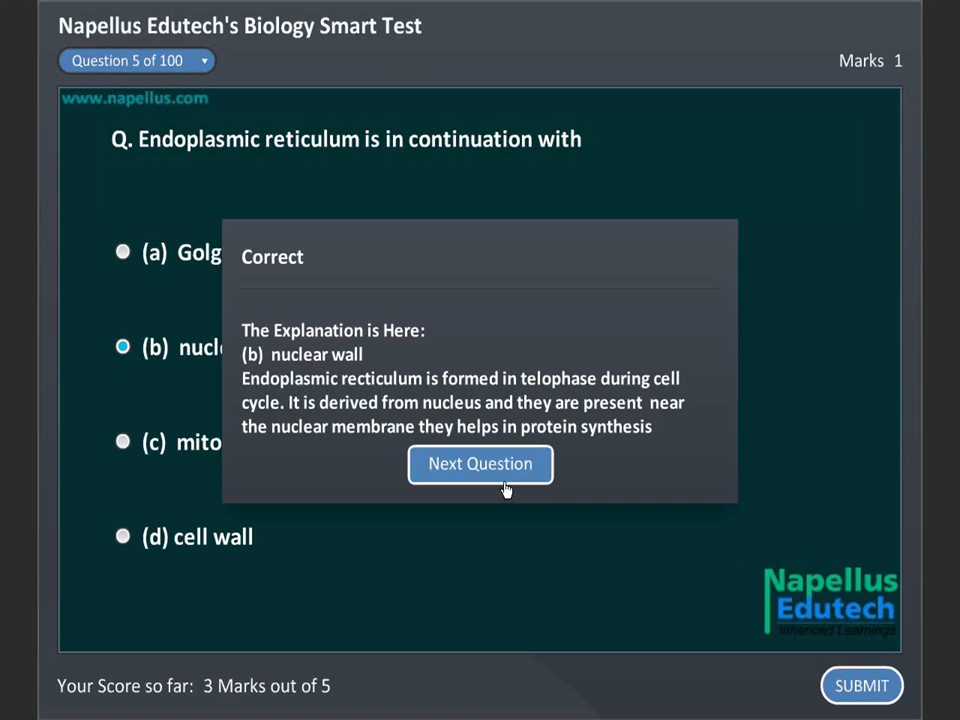 Napellus Edutech's Biology Smart Test
Question 5 of 100
Marks 1
www.napellus.com
Q. Endoplasmic reticulum is in continuation with
(a) Golg
(b) nucl
(c) mito
(d) cell wall
Correct
The Explanation is Here:
(b) nuclear wall
Endoplasmic recticulum is formed in telophase during cell
cycle. It is derived from nucleus and they are present near
the nuclear membrane they helps in protein synthesis
Next Question
Napellus
Edutech
Advanced Learnings
Your Score so far: 3 Marks out of 5
SUBMIT